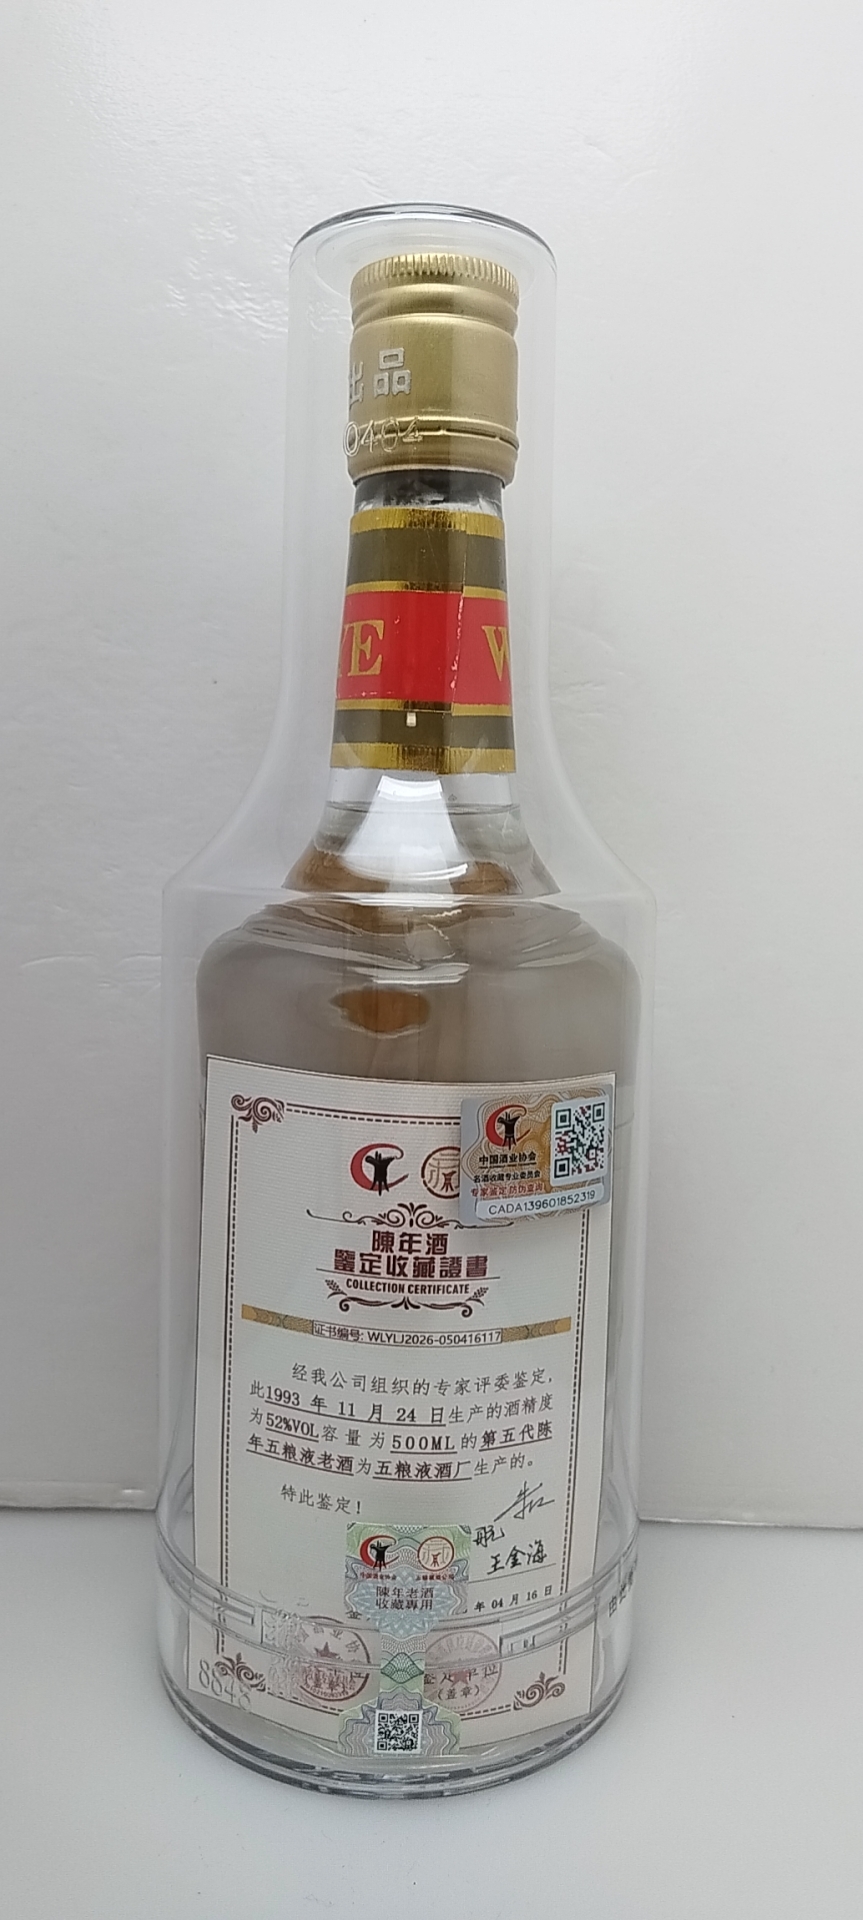 出品
0404
YE W
中国酒业协会
名酒收藏专业委员会
专家鉴定 防伪查询
CADA139601852319
陳年酒
鑒定收藏證書
COLLECTION CERTIFICATE
证书编号: WLYLJ2026-050416117
经我公司组织的专家评委鉴定,
此1993 年 11 月 24 日生产的酒精度
为52%VOL容量为500ML的第五代陈
年五粮液老酒为五粮液酒厂生产的。
特此鉴定!
王金海
陳年老酒
收藏專用
年 04 月 16 日
(盖章)
8648